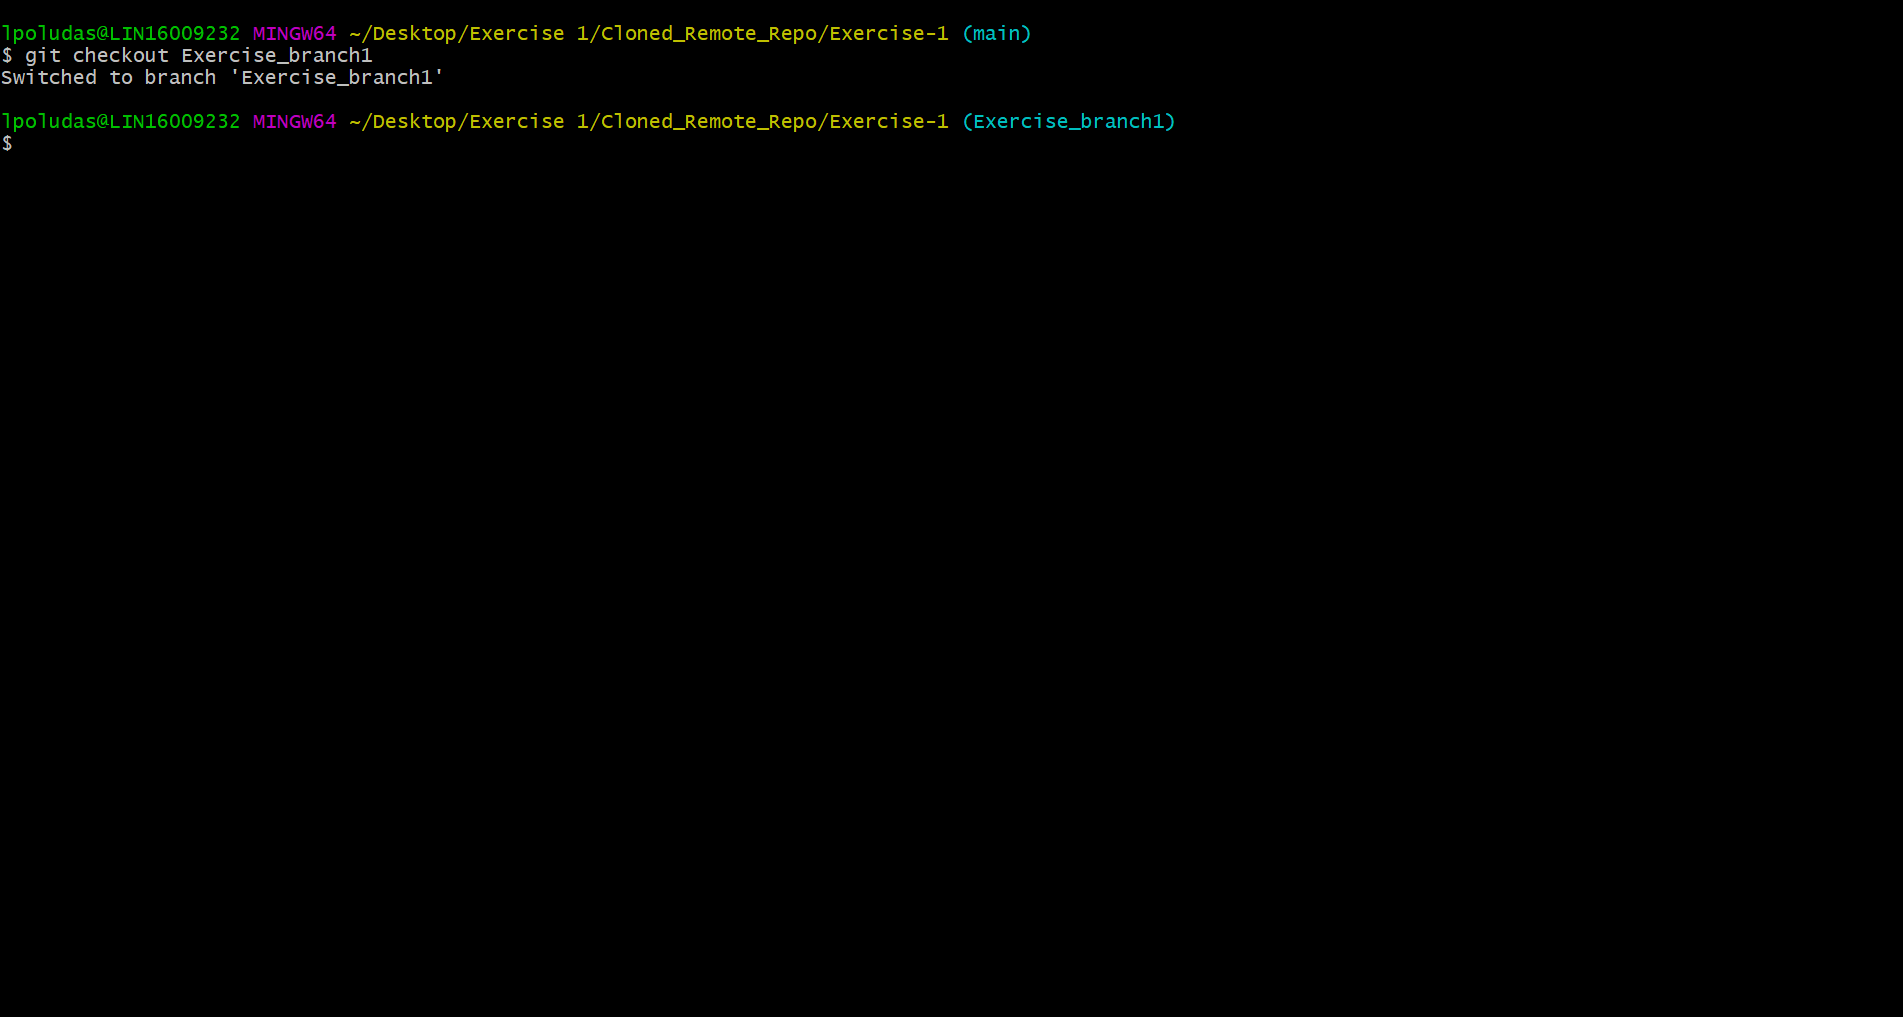 lpoludas@LIN16009232 MINGW64 ~/Desktop/Exercise 1/Cloned_Remote_Repo/Exercise-1 (main)
$ git checkout Exercise_branch1
Switched to branch 'Exercise_branch1'
lpoludas@LIN16009232 MINGW64 ~/Desktop/Exercise 1/Cloned_Remote_Repo/Exercise-1 (Exercise_branch1)
$